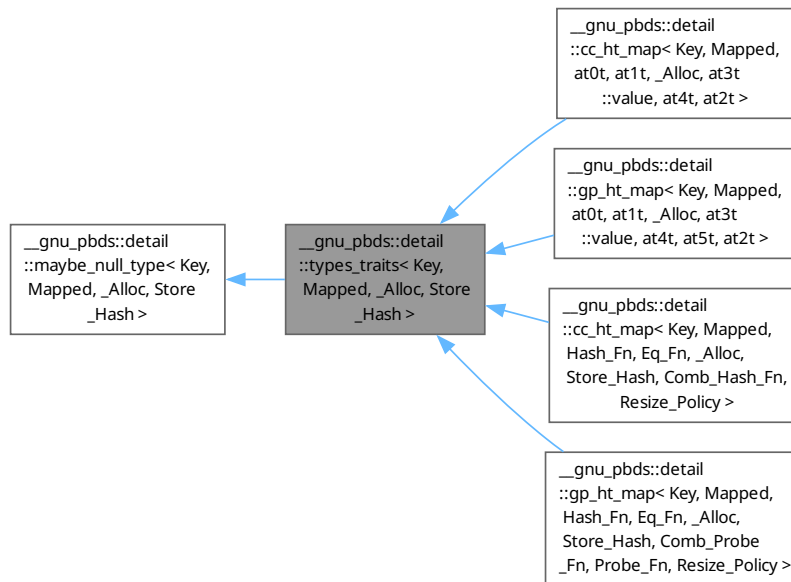 __gnu_pbds::detail
::maybe_null_type< Key,
Mapped, _Alloc, Store
_Hash >
__gnu_pbds::detail
::types_traits< Key,
Mapped, _Alloc, Store
_Hash >
__gnu_pbds::detail
::cc_ht_map< Key, Mapped,
at0t, at1t, _Alloc, at3t
::value, at4t, at2t >
__gnu_pbds::detail
::gp_ht_map< Key, Mapped,
at0t, at1t, _Alloc, at3t
::value, at4t, at5t, at2t >
__gnu_pbds::detail
::cc_ht_map< Key, Mapped,
Hash_Fn, Eq_Fn, _Alloc,
Store_Hash, Comb_Hash_Fn,
Resize_Policy >
__gnu_pbds::detail
::gp_ht_map< Key, Mapped,
Hash_Fn, Eq_Fn, _Alloc,
Store_Hash, Comb_Probe
_Fn, Probe_Fn, Resize_Policy >